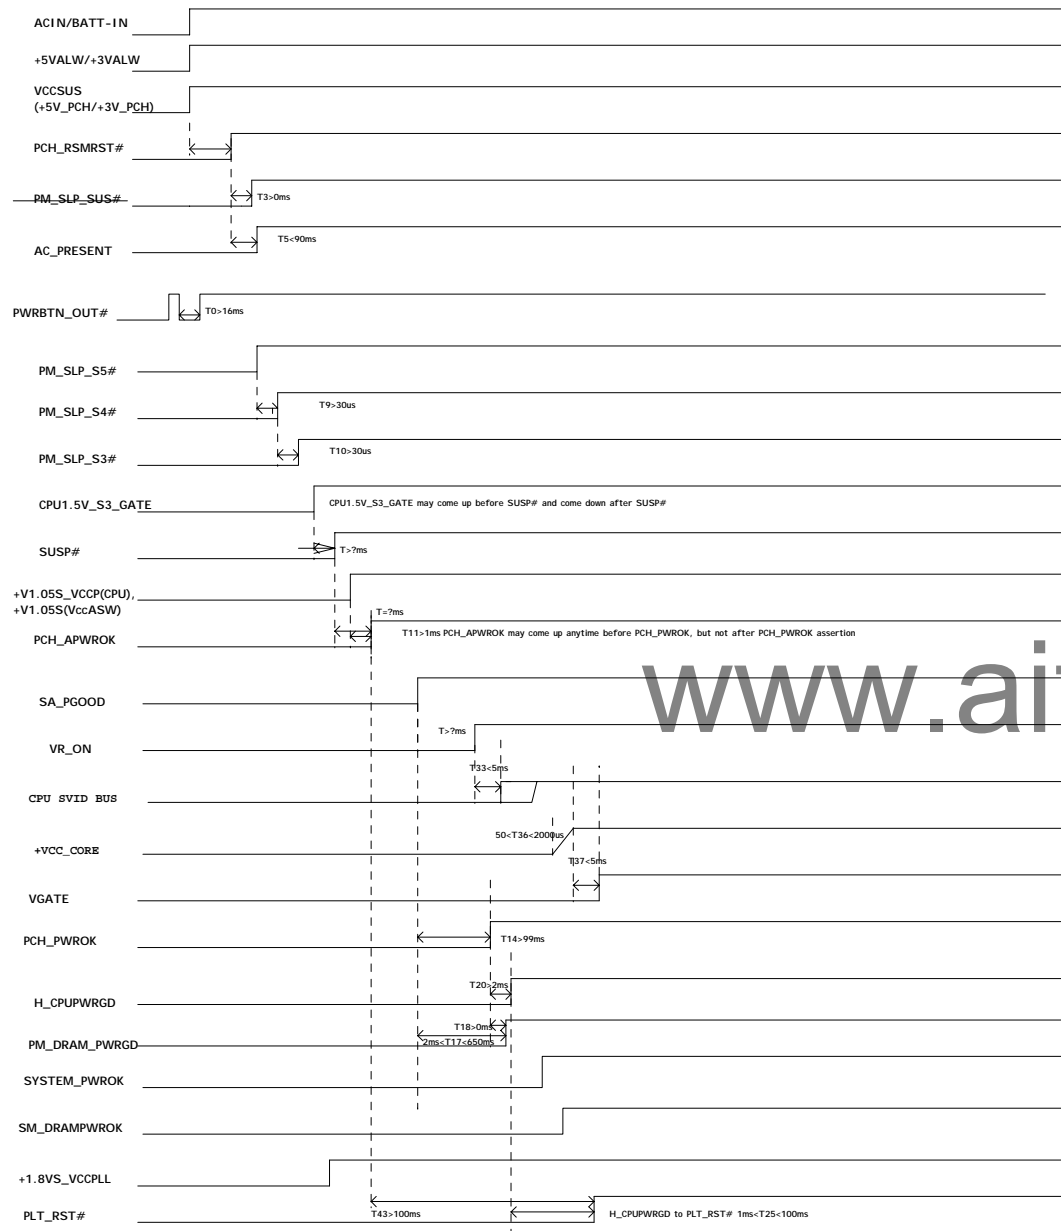 ACIN/BATT-IN
+5VALW/+3VALW
VCCSUS
(+5V_PCH/+3V_PCH)
PCH_RSMRST#
PM_SLP_SUS#
T3>0ms
T5<90ms
AC_PRESENT
PWRBTN_OUT#
T0>16ms
PM_SLP_S5#
PM_SLP_S4#
T9>30us
PM_SLP_S3#
T10>30us
CPU1.5V_S3_GATE
CPU1.5V_S3_GATE may come up before SUSP# and come down after SUSP#
SUSP#
T>?ms
+V1.05S_VCCP(CPU),
+V1.05S(VccASW)
T=?ms
PCH_APWROK
T11>1ms PCH_APWROK may come up anytime before PCH_PWROK, but not after PCH_PWROK assertion
www.ai
SA_PGOOD
T>?ms
VR_ON
T33<5ms
CPU SVID BUS
50<T36<2000us
+VCC_CORE
T37<5ms
VGATE
PCH_PWROK
T14>99ms
T20>2ms
H_CPUPWRGD
T18>0ms
2ms<T17<650ms
PM_DRAM_PWRGD
SYSTEM_PWROK
SM_DRAMPWROK
+1.8VS_VCCPLL
PLT_RST#
T43>100ms
H_CPUPWRGD to PLT_RST# 1ms<T25<100ms